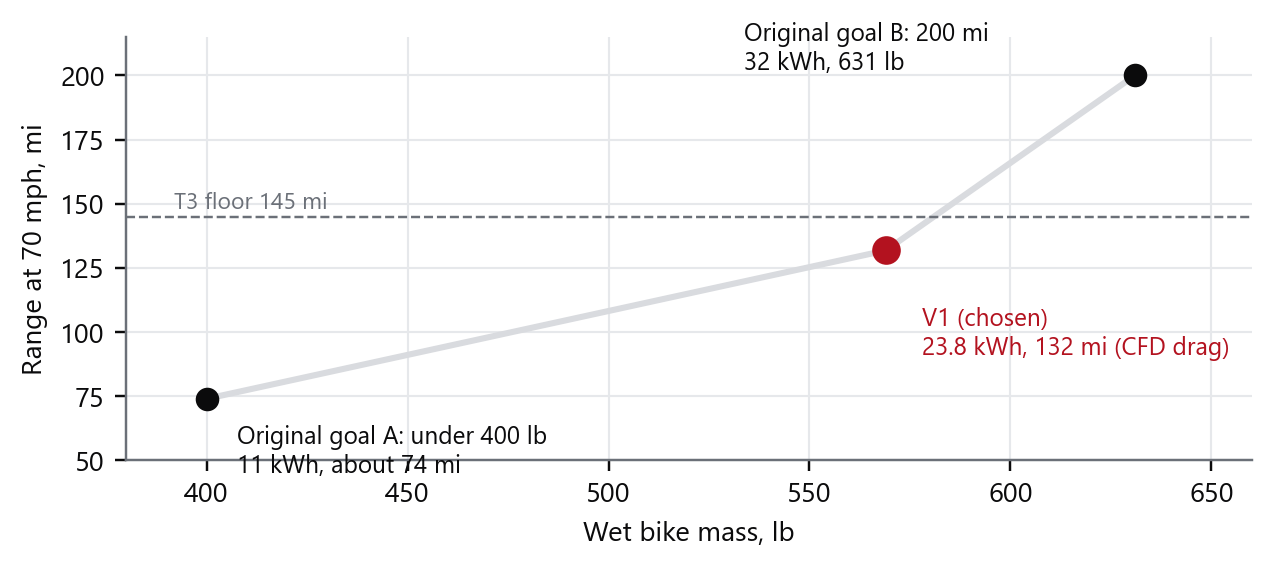 Original goal B: 200 mi
32 kWh, 631 lb
200
175
T3 floor 145 mi
150
125
V1 (chosen)
23.8 kWh, 132 mi (CFD drag)
100
75
Original goal A: under 400 lb
11 kWh, about 74 mi
50
Range at 70 mph, mi
400 450 500 550 600 650
Wet bike mass, lb